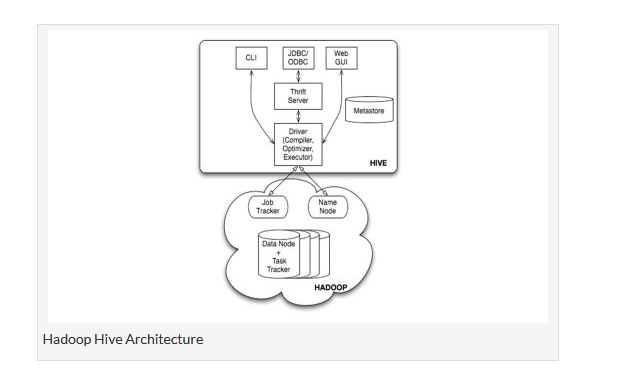 CLI
JDBC/
ODBC
Web
GUI
Thrift
Server
Metastore
Driver
(Compiler,
Optimizer,
Executor)
HIVE
Job
Tracker
Name
Node
Data Node
+
Task
Tracker
HADOOP
Hadoop Hive Architecture